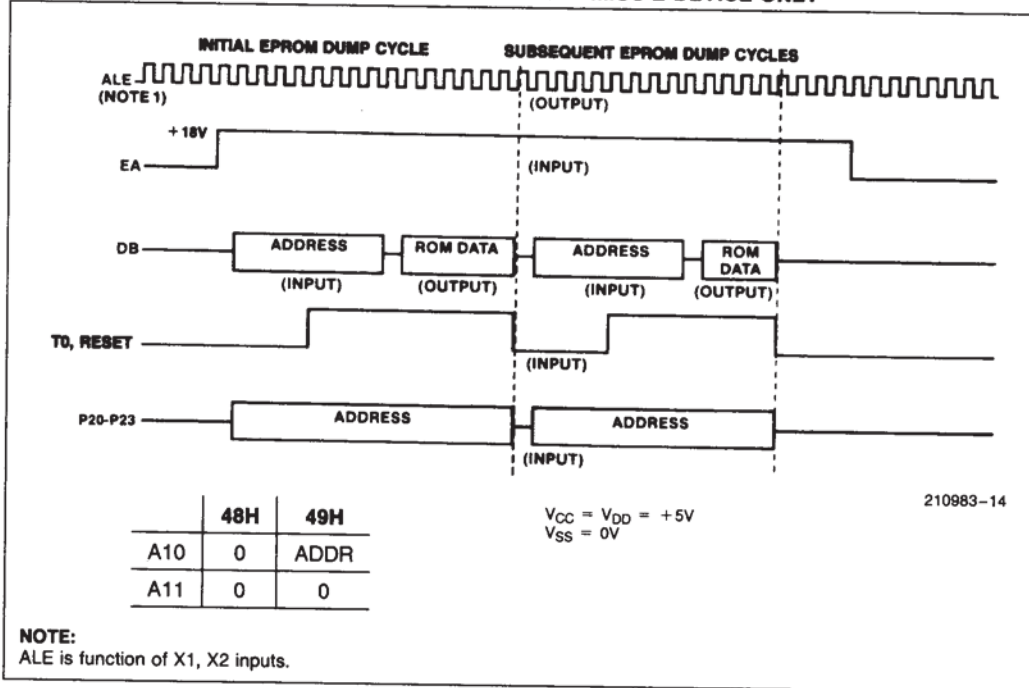 INITIAL EPROM DUMP CYCLE
SUBSEQUENT EPROM DUMP CYCLES
ALE
(NOTE 1)
(OUTPUT)
+18V
EA
(INPUT)
DB
ADDRESS
ROM DATA
ADDRESS
ROM
DATA
(INPUT)
(OUTPUT)
(INPUT)
(OUTPUT)
T0, RESET
(INPUT)
P20-P23
ADDRESS
ADDRESS
(INPUT)
210983-14
48H 49H
A10 0 ADDR
A11 0 0
VCC = VDD = +5V
VSS = 0V
NOTE:
ALE is function of X1, X2 inputs.